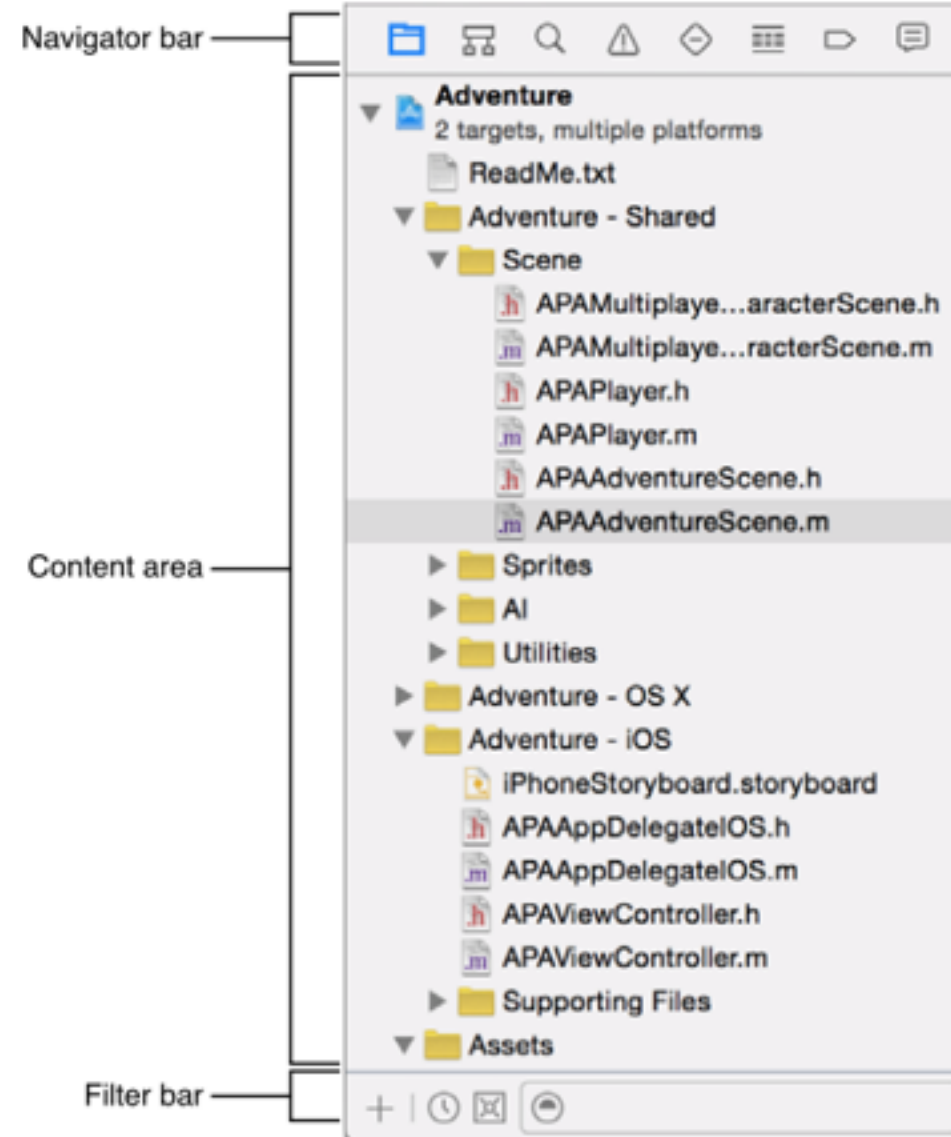 Navigator bar
Adventure
2 targets, multiple platforms
ReadMe.txt
Adventure - Shared
Scene
.h APAMultiplaye...aracterScene.h
.m APAMultiplaye...racterScene.m
.h APAPlayer.h
.m APAPlayer.m
.h APAAdventureScene.h
.m APAAdventureScene.m
Content area
Sprites
AI
Utilities
Adventure - OS X
Adventure - iOS
iPhoneStoryboard.storyboard
.h APAAppDelegateIOS.h
.m APAAppDelegateIOS.m
.h APAViewController.h
.m APAViewController.m
Supporting Files
Assets
Filter bar